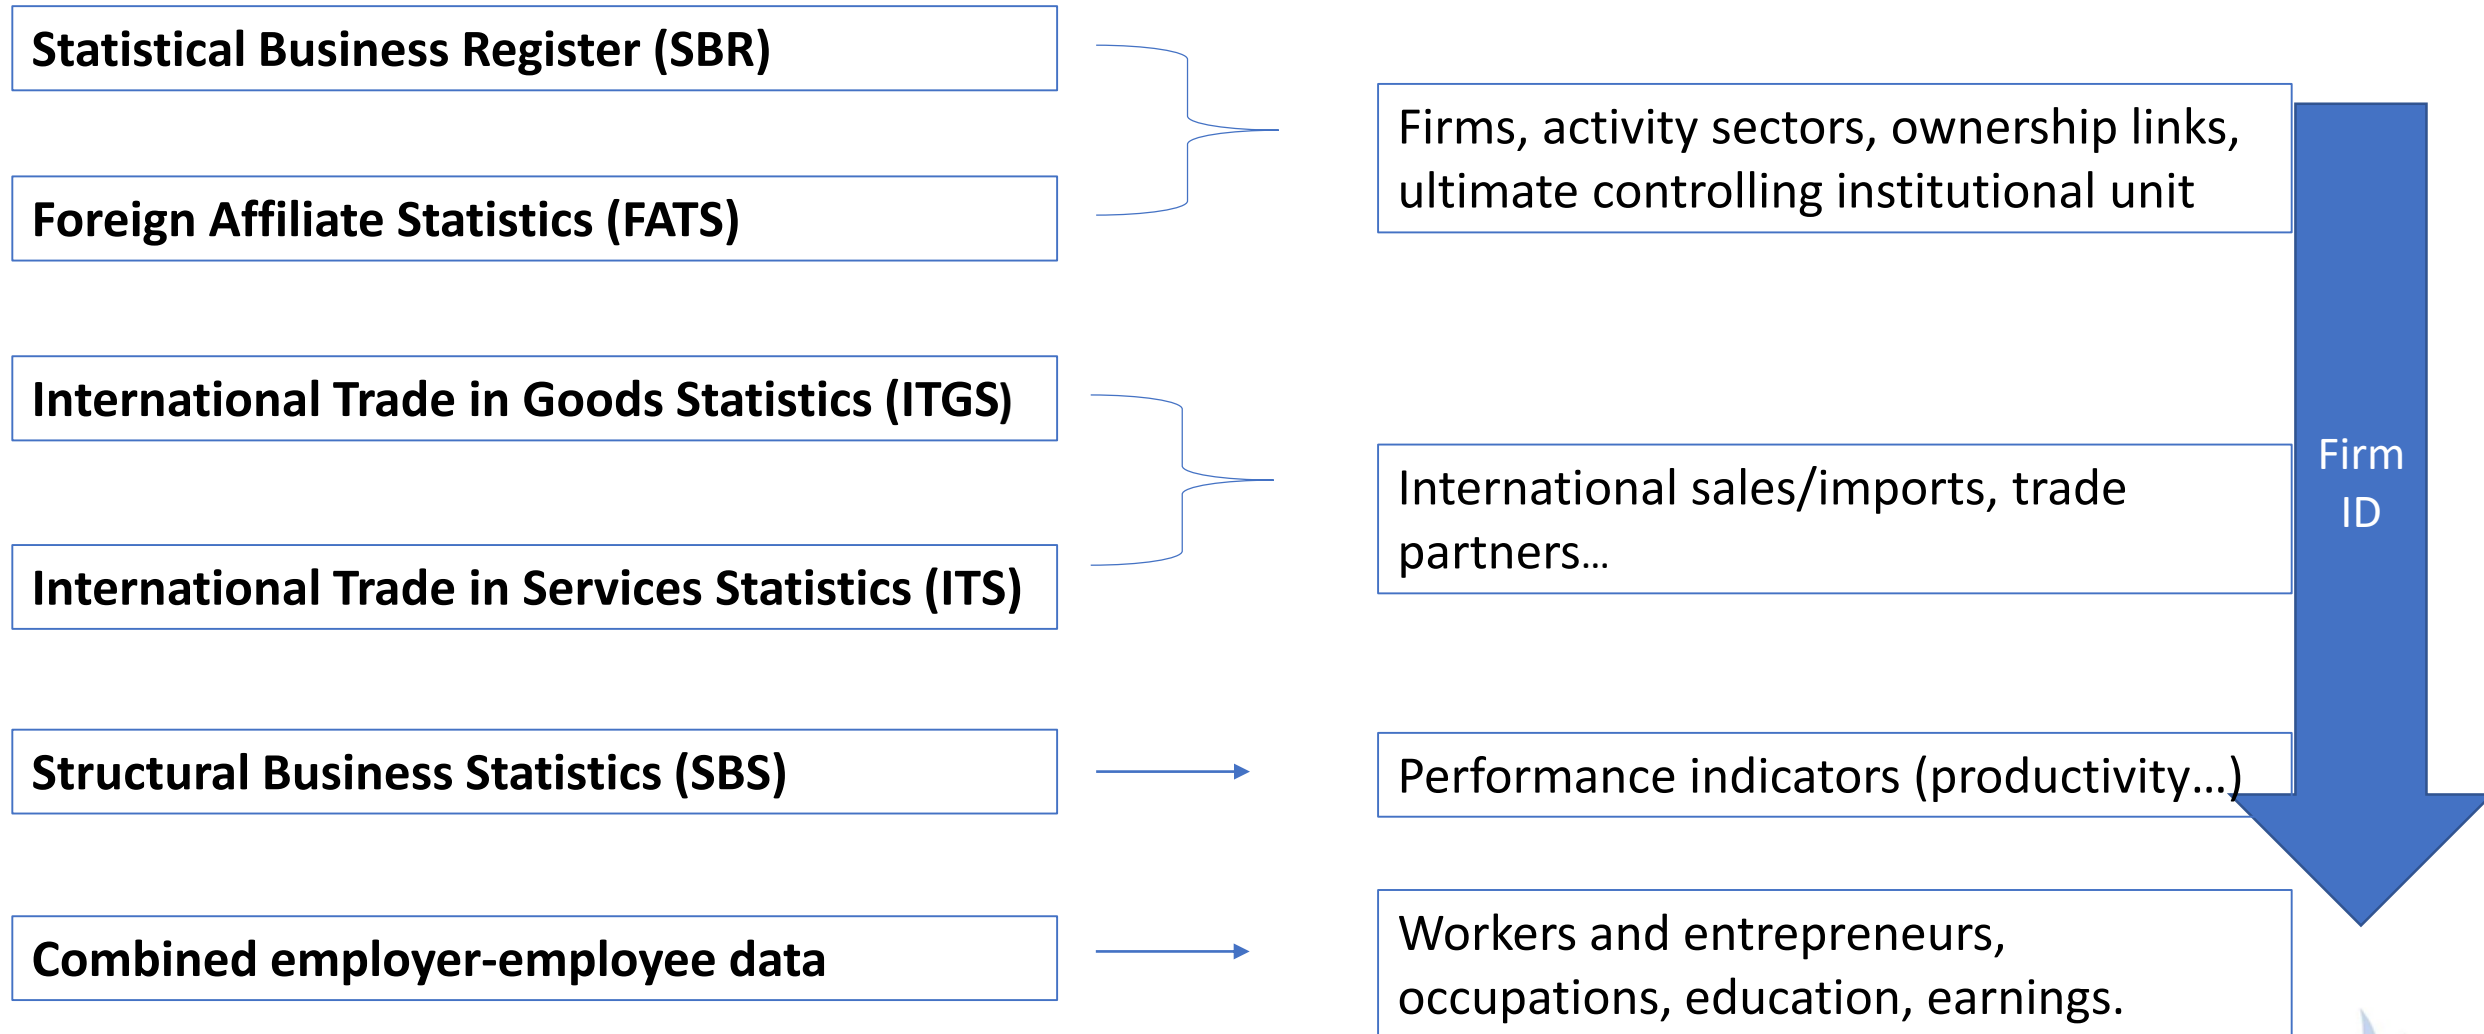 Statistical Business Register (SBR)
Foreign Affiliate Statistics (FATS)
Firms, activity sectors, ownership links,
ultimate controlling institutional unit
International Trade in Goods Statistics (ITGS)
International Trade in Services Statistics (ITS)
International sales/imports, trade
partners…
Structural Business Statistics (SBS)
Performance indicators (productivity…)
Combined employer-employee data
Workers and entrepreneurs,
occupations, education, earnings.
Firm
ID